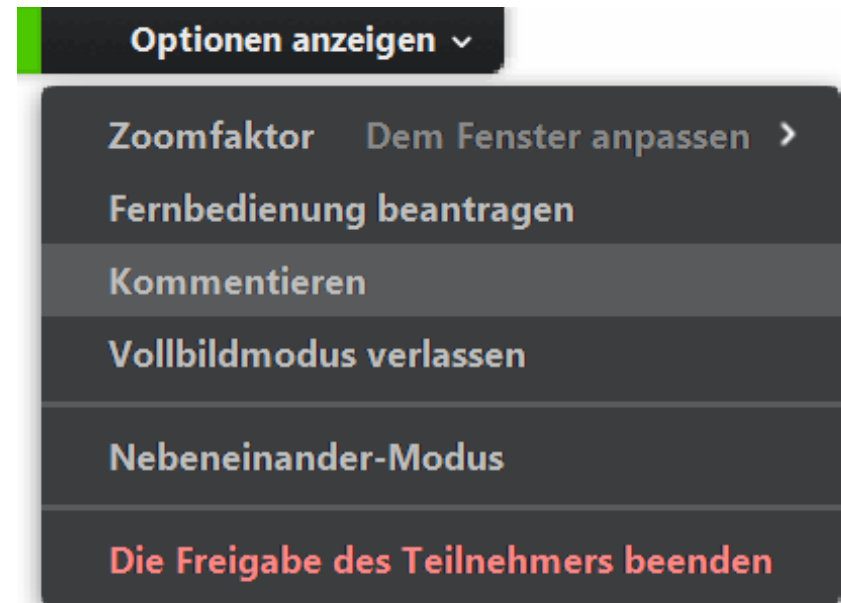 Optionen anzeigen
Zoomfaktor Dem Fenster anpassen
Fernbedienung beantragen
Kommentieren
Vollbildmodus verlassen
Nebeneinander-Modus
Die Freigabe des Teilnehmers beenden